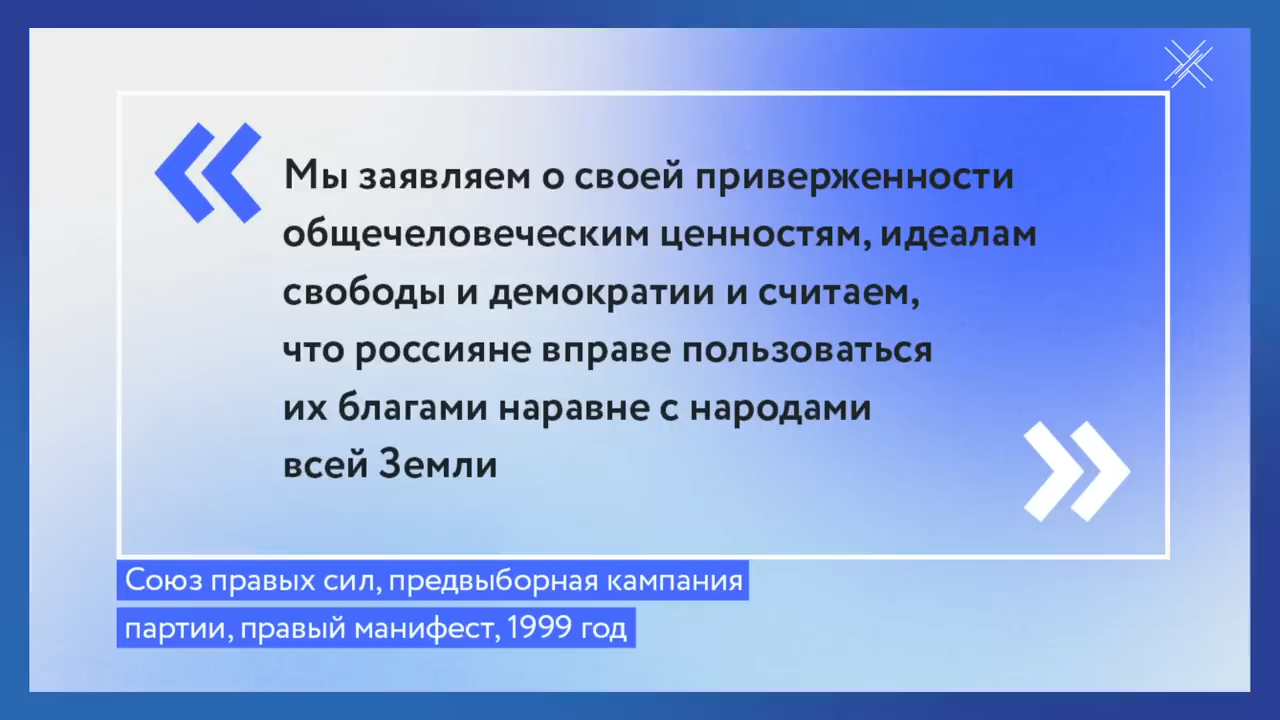 « Мы заявляем о своей приверженности
общечеловеческим ценностям, идеалам
свободы и демократии и считаем,
что россияне вправе пользоваться
их благами наравне с народами
всей Земли »
Союз правых сил, предвыборная кампания
партии, правый манифест, 1999 год